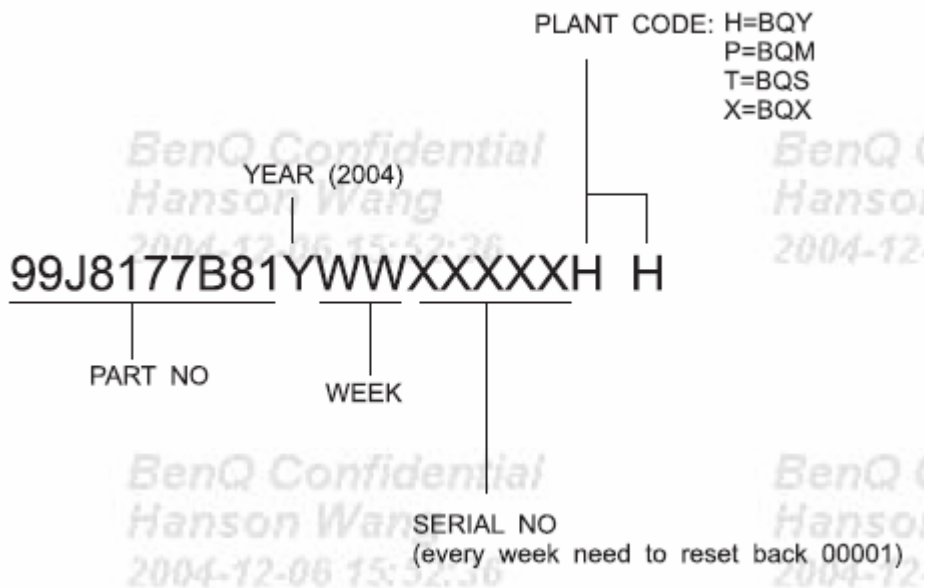 PLANT CODE: H=BQY
P=BQM
T=BQS
X=BQX
BenQ Confidential
Hanson Wang
2004-12-06 15:52:36
BenQ
Hanso
2004-12
YEAR (2004)
99J8177B81YWWXXXXXH H
PART NO
WEEK
BenQ Confidential
Hanson Wang
2004-12-06 15:52:36
BenQ
Hanso
2004-12
SERIAL NO
(every week need to reset back 00001)